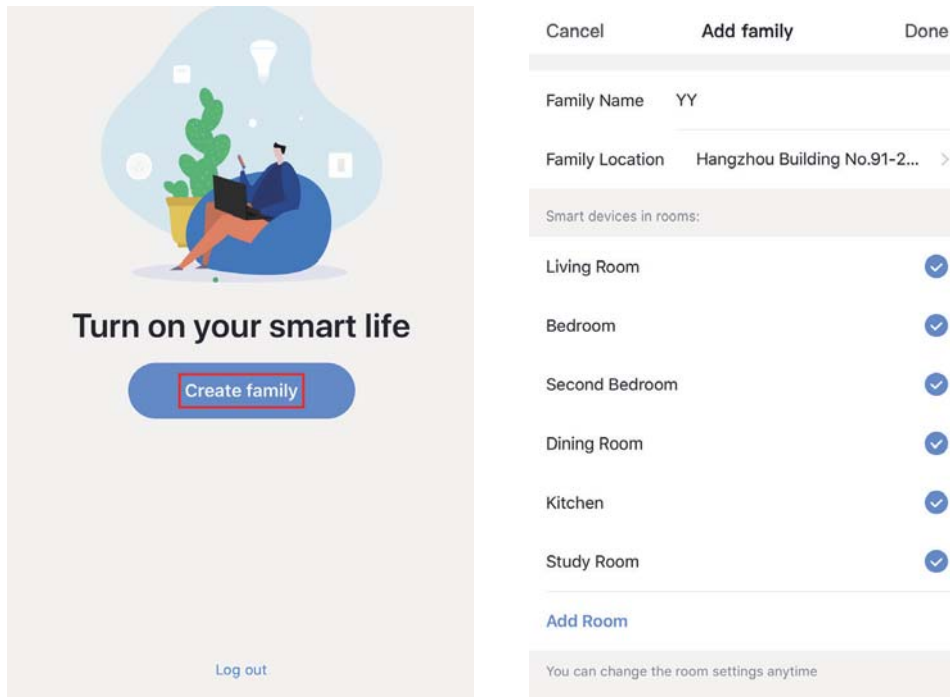 Turn on your smart life
Create family
Log out
Cancel Add family Done
Family Name YY
Family Location Hangzhou Building No.91-2...
Smart devices in rooms:
Living Room
Bedroom
Second Bedroom
Dining Room
Kitchen
Study Room
Add Room
You can change the room settings anytime